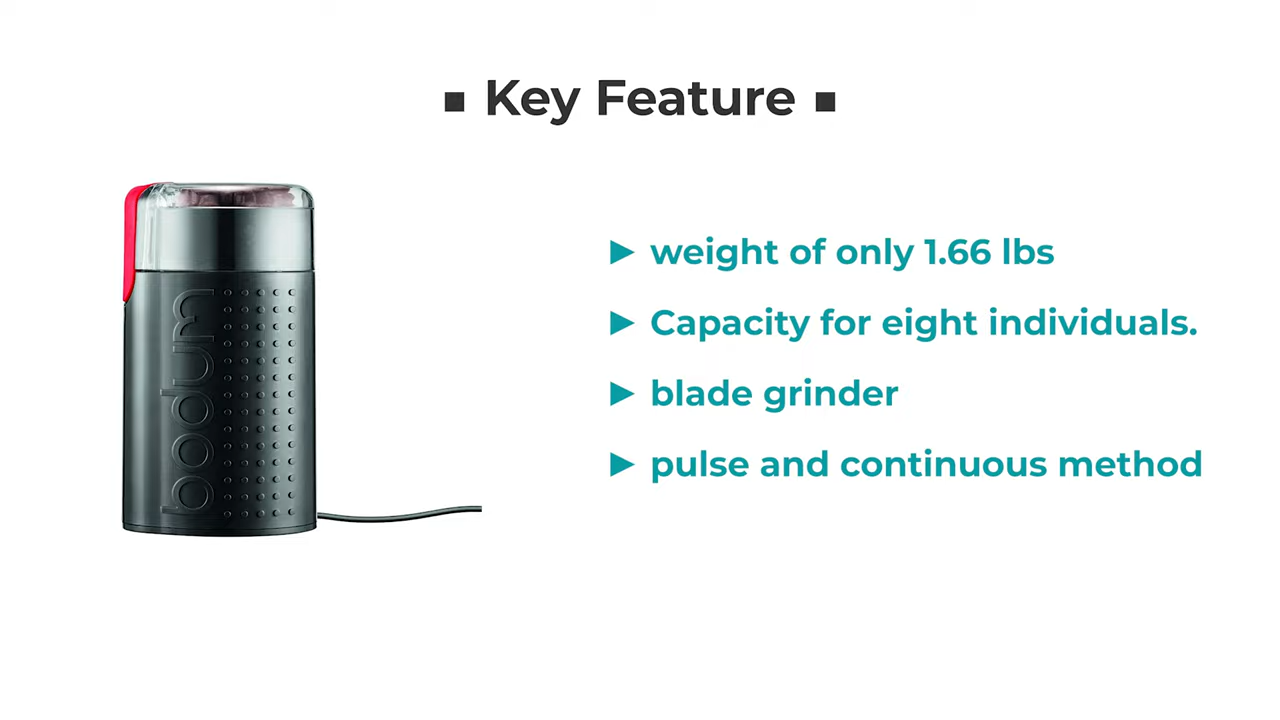 Key Feature
weight of only 1.66 lbs
Capacity for eight individuals.
blade grinder
pulse and continuous method
bodum